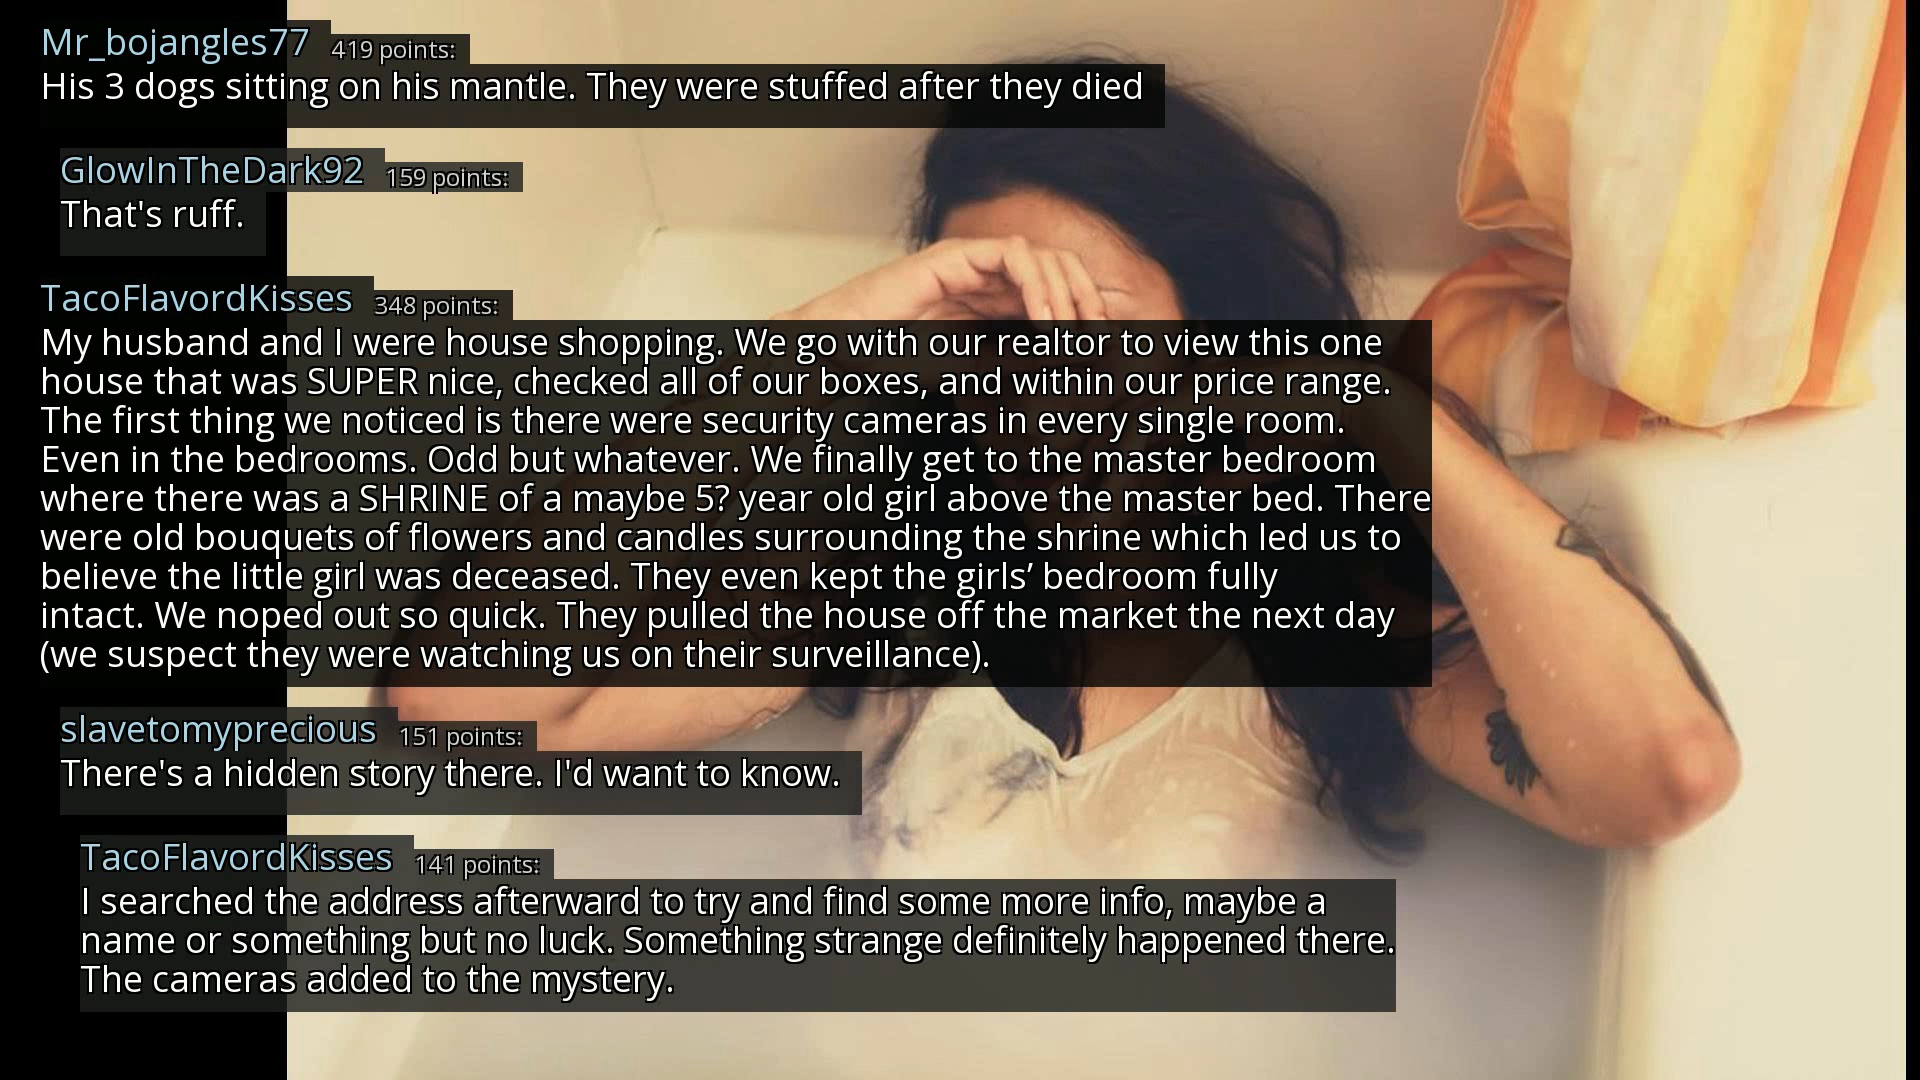 Mr_bojangles77 419 points:
His 3 dogs sitting on his mantle. They were stuffed after they died
GlowInTheDark92 159 points:
That's ruff.
TacoFlavordKisses 348 points:
My husband and I were house shopping. We go with our realtor to view this one
house that was SUPER nice, checked all of our boxes, and within our price range.
The first thing we noticed is there were security cameras in every single room.
Even in the bedrooms. Odd but whatever. We finally get to the master bedroom
where there was a SHRINE of a maybe 5? year old girl above the master bed. There
were old bouquets of flowers and candles surrounding the shrine which led us to
believe the little girl was deceased. They even kept the girls’ bedroom fully
intact. We noped out so quick. They pulled the house off the market the next day
(we suspect they were watching us on their surveillance).
slavetomyprecious 151 points:
There's a hidden story there. I'd want to know.
TacoFlavordKisses 141 points:
I searched the address afterward to try and find some more info, maybe a
name or something but no luck. Something strange definitely happened there.
The cameras added to the mystery.